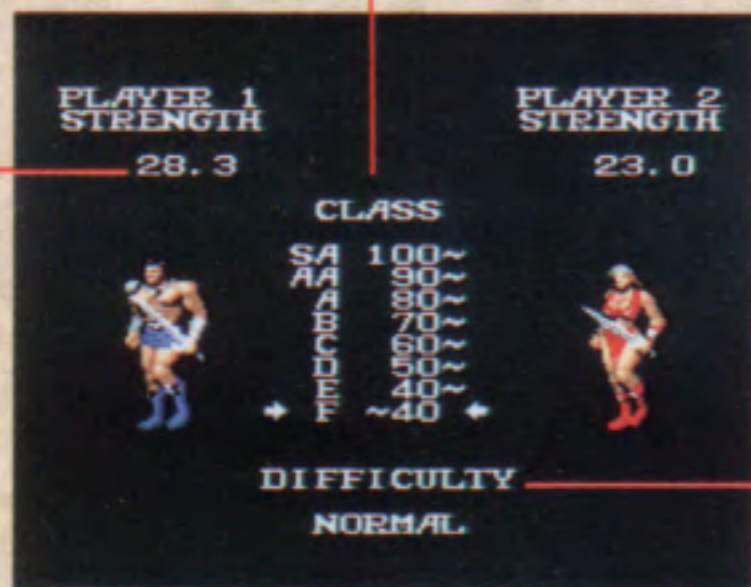 PLAYER 1
STRENGTH
28.3
PLAYER 2
STRENGTH
23.0
CLASS
SA 100~
AA 90~
A 80~
B 70~
C 60~
D 50~
E 40~
F ~40
DIFFICULTY
NORMAL